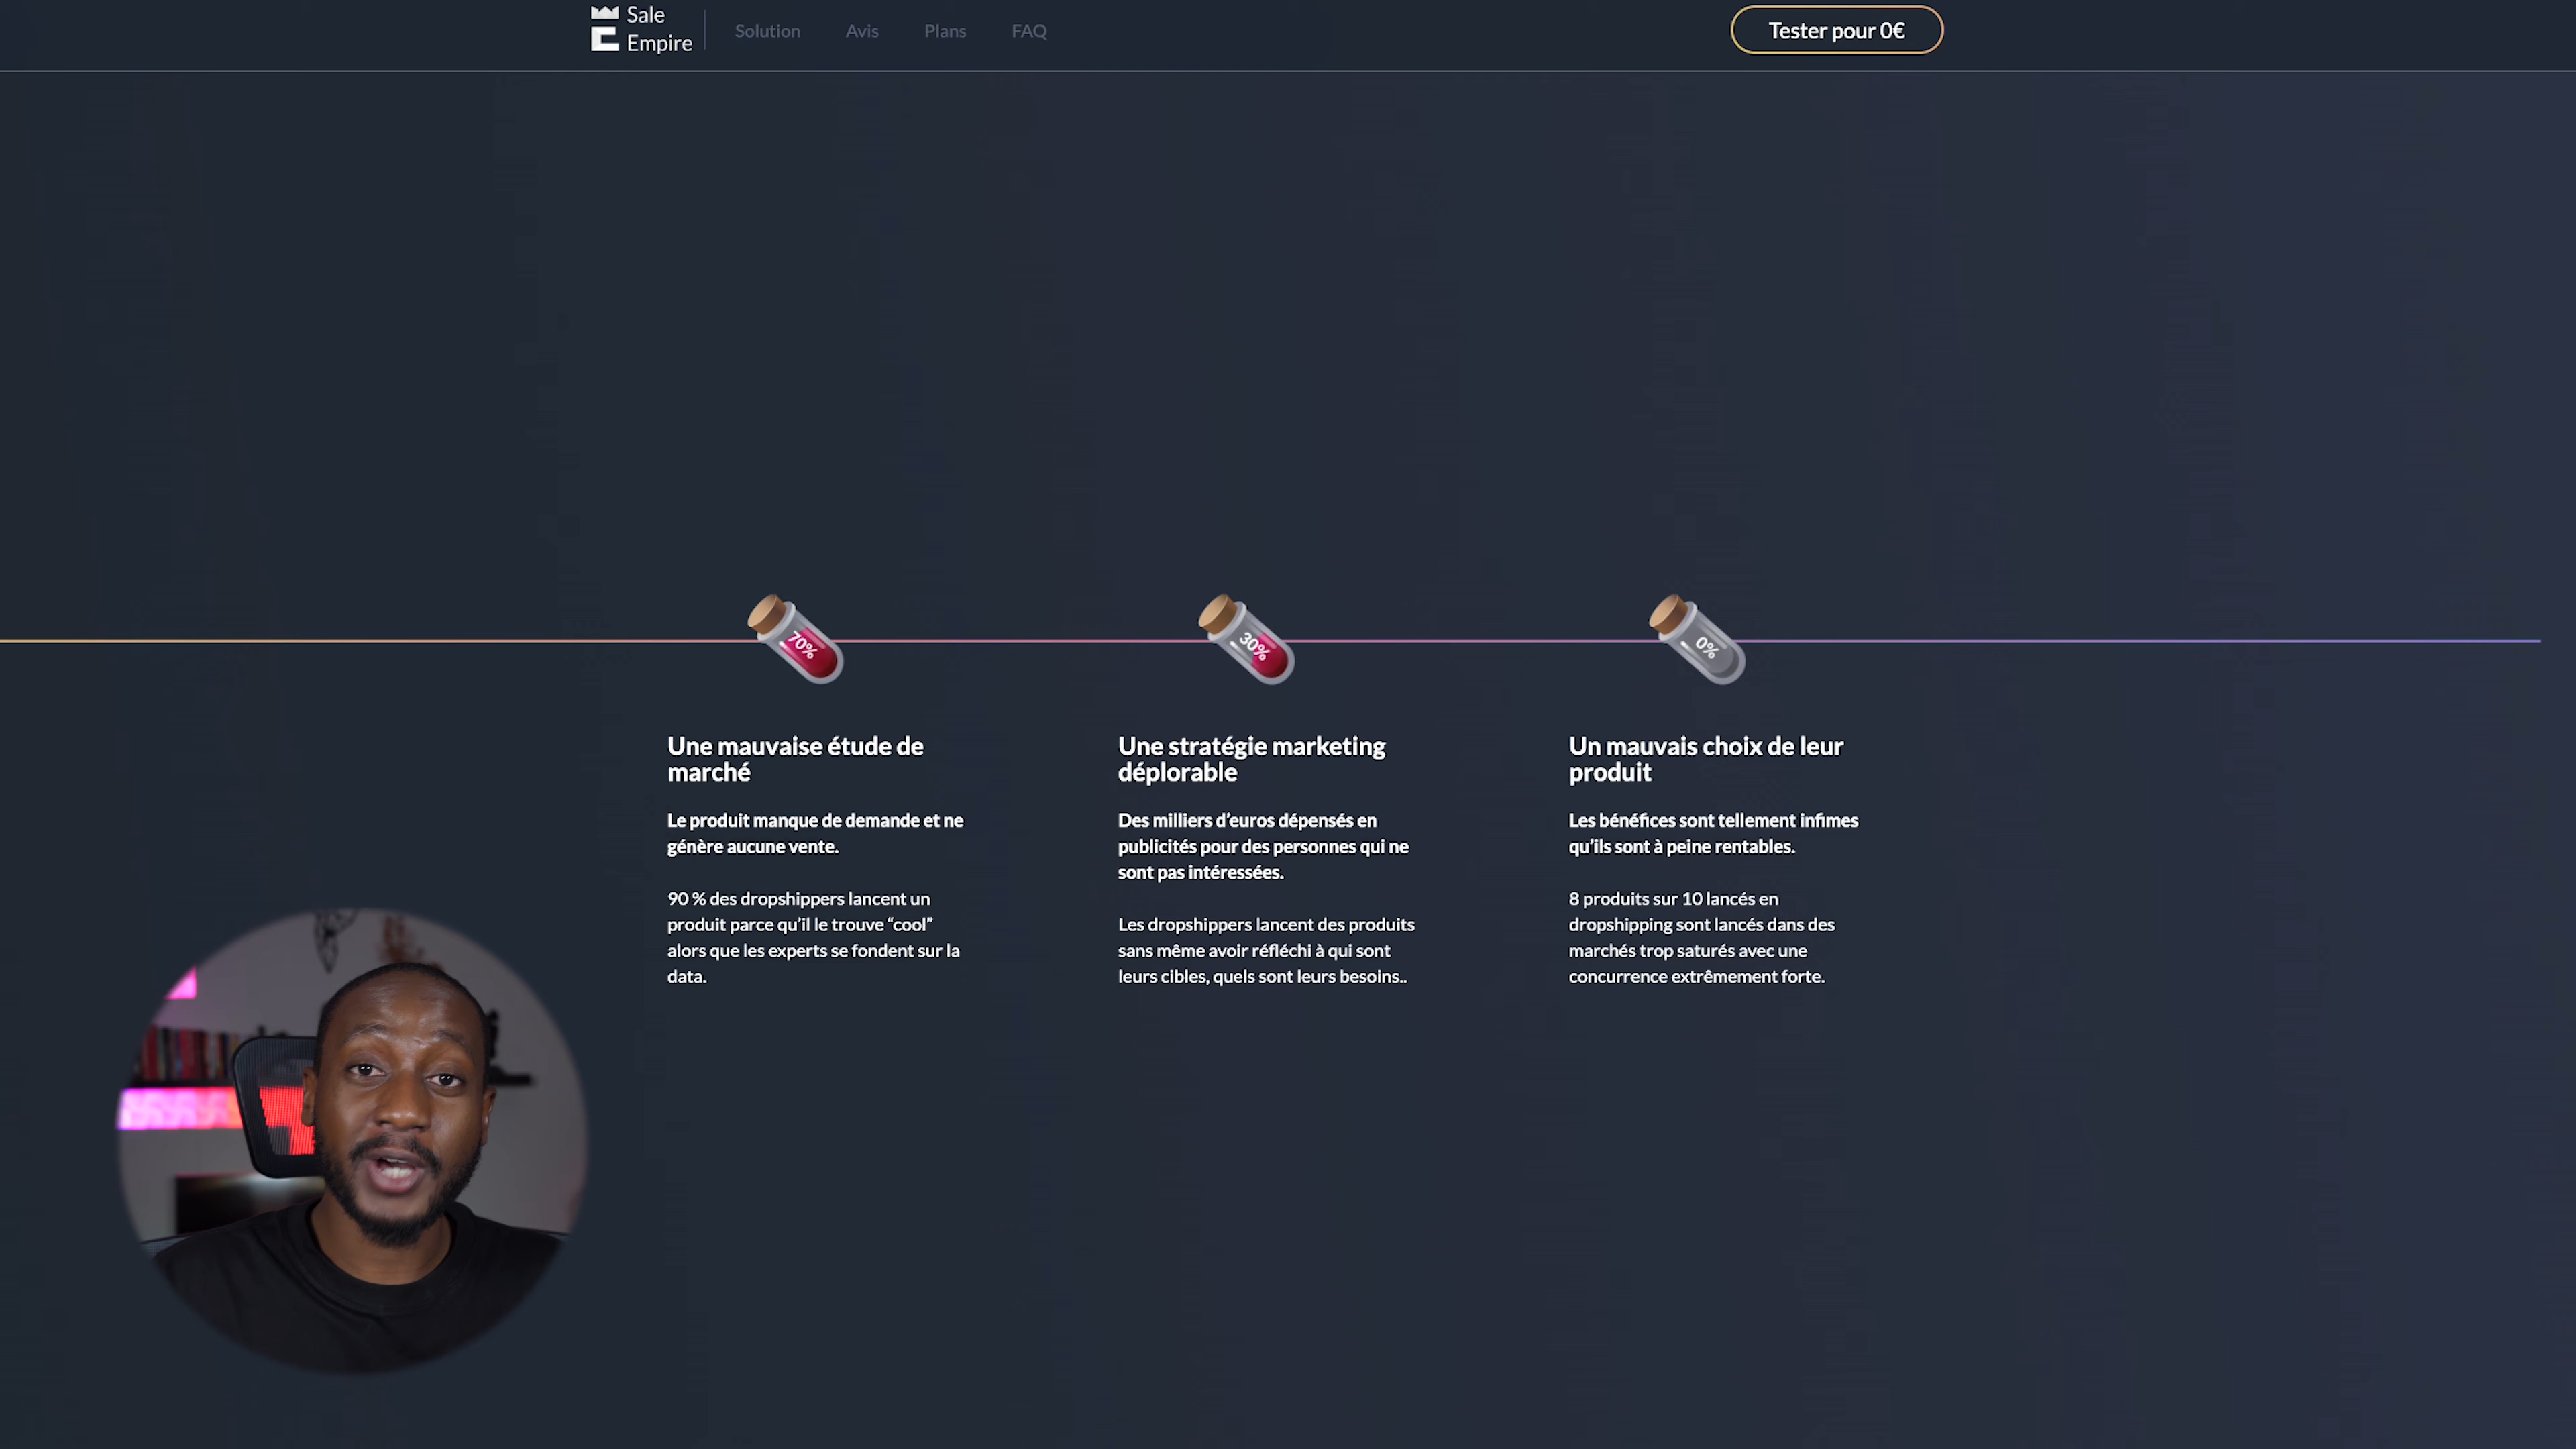 Sale
Empire
Solution
Avis
Plans
FAQ
Tester pour 0€
70%
30%
0%
Une mauvaise étude de
marché
Le produit manque de demande et ne
génère aucune vente.
90 % des dropshippers lancent un
produit parce qu’il le trouve “cool”
alors que les experts se fondent sur la
data.
Une stratégie marketing
déplorable
Des milliers d’euros dépensés en
publicités pour des personnes qui ne
sont pas intéressées.
Les dropshippers lancent des produits
sans même avoir réfléchi à qui sont
leurs cibles, quels sont leurs besoins..
Un mauvais choix de leur
produit
Les bénéfices sont tellement infimes
qu’ils sont à peine rentables.
8 produits sur 10 lancés en
dropshipping sont lancés dans des
marchés trop saturés avec une
concurrence extrêmement forte.